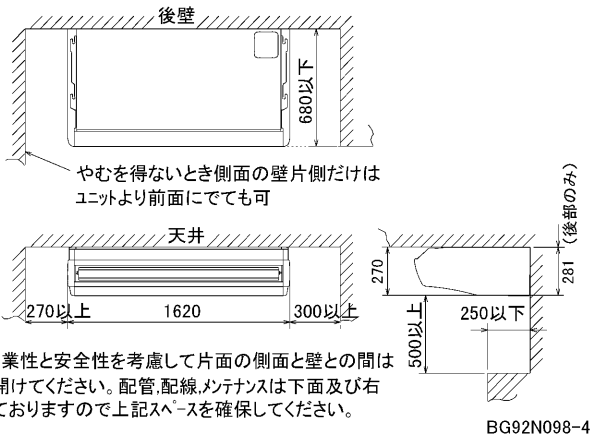 後壁
680以下
やむを得ないとき側面の壁片側だけは
ユニットより前面にでても可
天井
270以上
1620
300以上
270
281
(後部のみ)
500以上
250以下
業性と安全性を考慮して片面の側面と壁との間は
開けてください。配管,配線,メンテナンスは下面及び右
ておりますので上記スペースを確保してください。
BG92N098-4